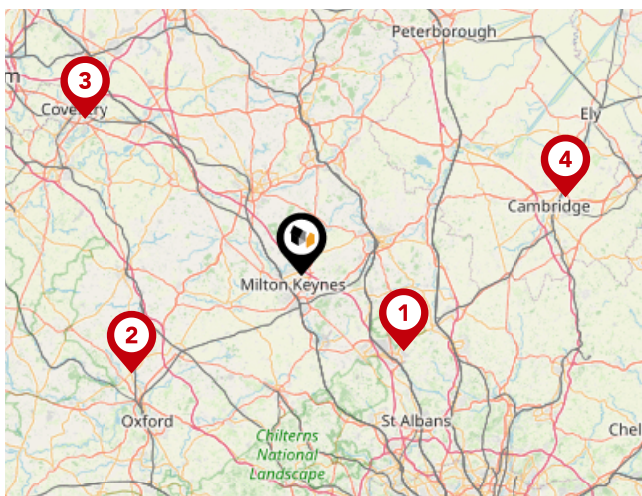 Peterborough
m
3
Coventry
Ely
4
Cambridge
Milton Keynes
1
2
Oxford
St Albans
Chel
Chilterns
National
Landscape